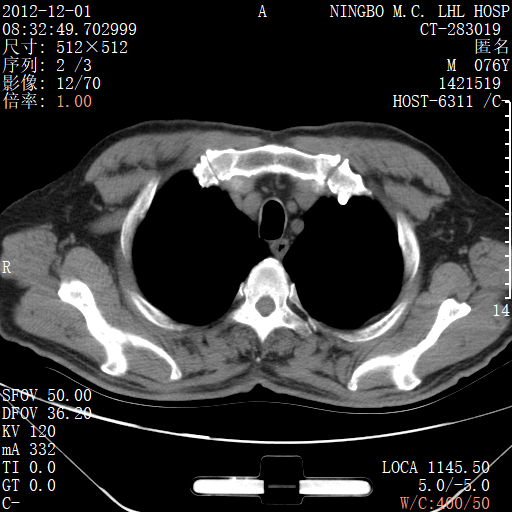 2012-12-01
08:32:49.702999
尺寸: 512×512
序列: 2 /3
影像: 12/70
倍率: 1.00
A
NINGBO M.C. LHL HOSP
CT-283019
匿名
M 076Y
1421519
HOST-6311 /C-
R
14
SFOV 50.00
DFOV 36.20
KV 120
mA 332
TI 0.0
GT 0.0
C-
LOCA 1145.50
5.0/-5.0
W/C:400/50